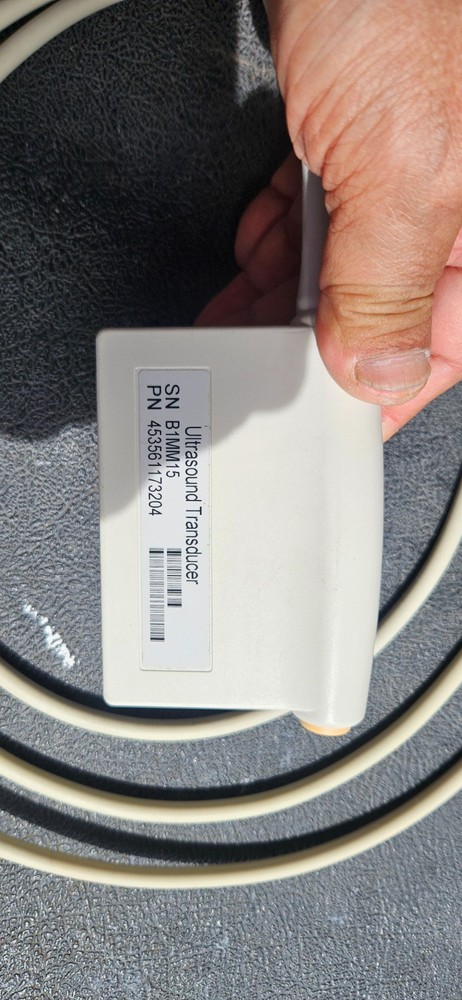 Ultrasound Transducer
SN B1MM15
PN 453561173204